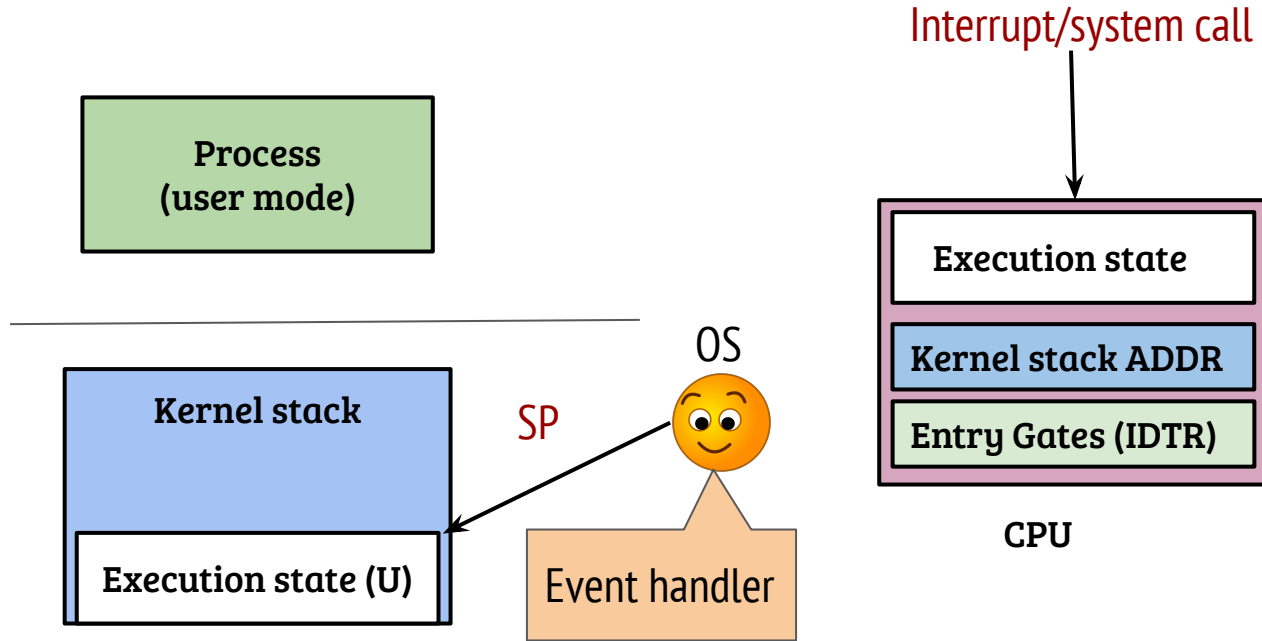 Interrupt/system call
Process
(user mode)
Execution state
OS
Kernel stack ADDR
Kernel stack
SP
Entry Gates (IDTR)
CPU
Execution state (U)
Event handler